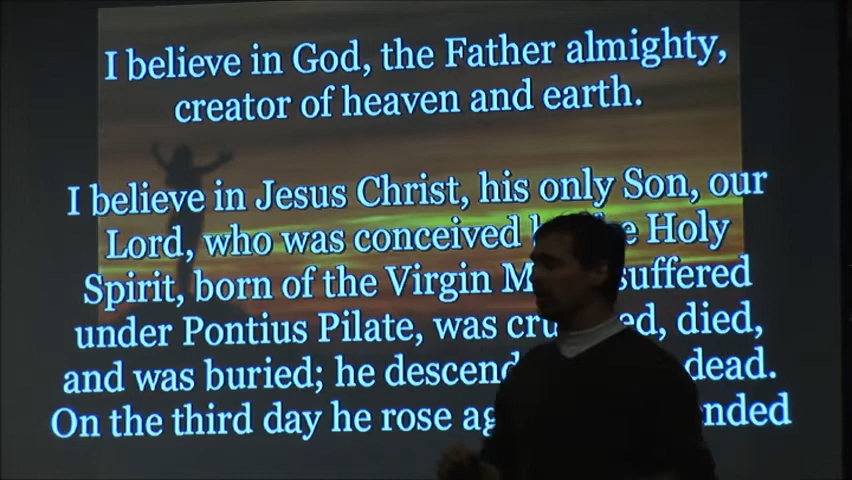 I believe in God, the Father almighty,
creator of heaven and earth.
I believe in Jesus Christ, his only Son, our
Lord, who was conceived Holy
Spirit, born of the Virgin suffered
under Pontius Pilate, was died,
and was buried; he dead.
On the third day he rose